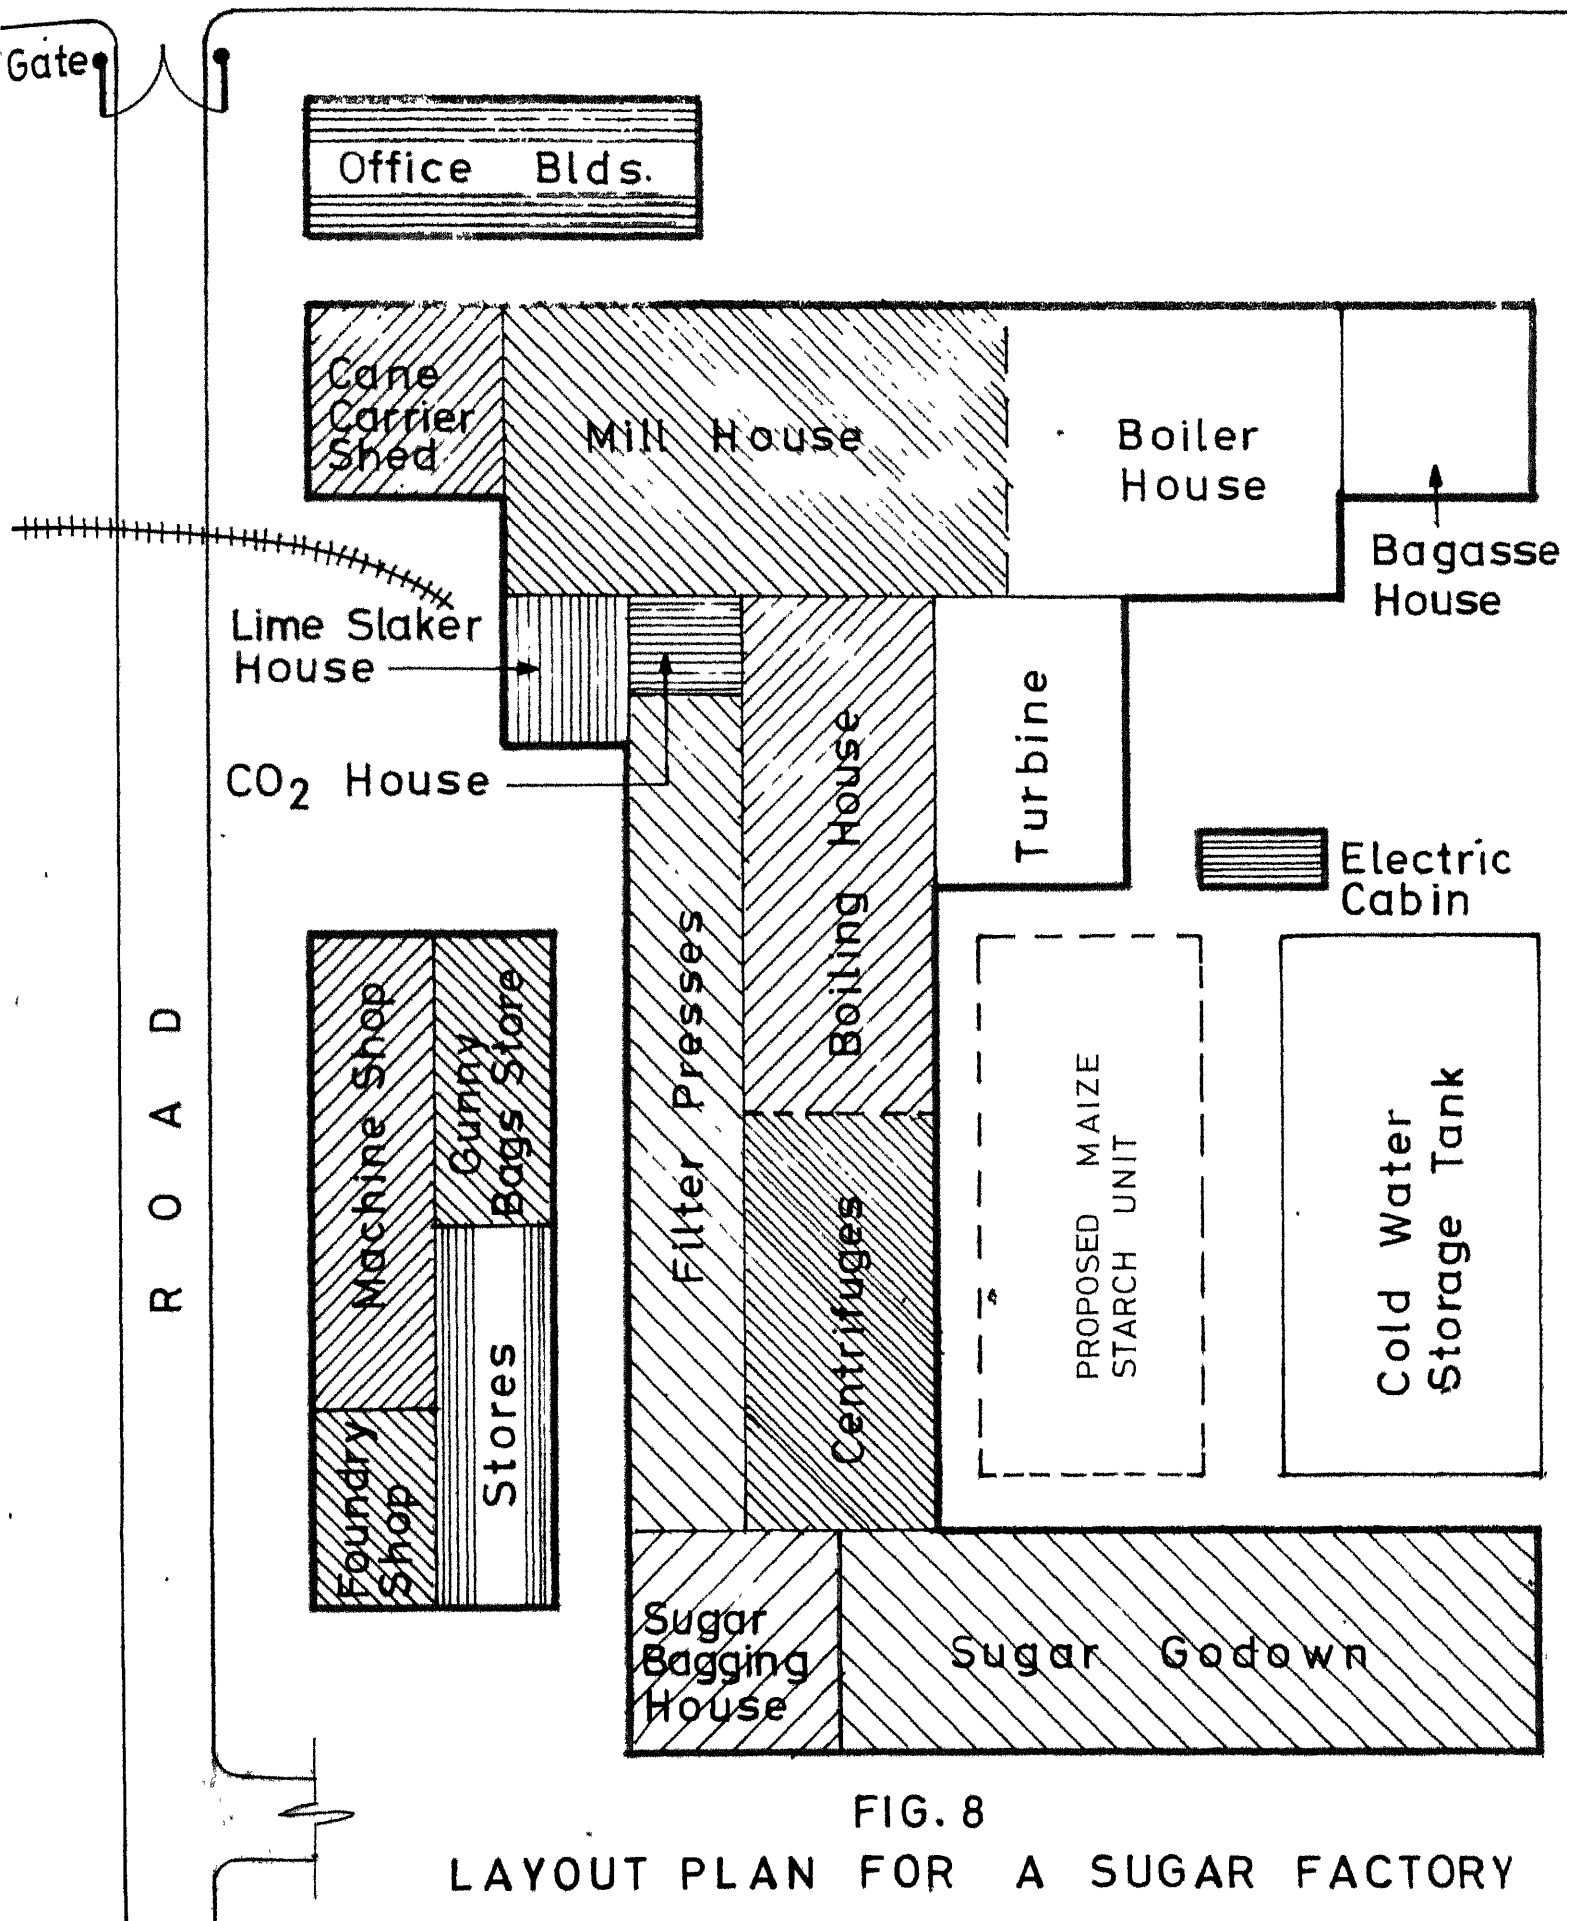 Gate
Office Blds.
Cane
Carrier
Shed
Mill House
Boiler
House
Bagasse
House
Lime Slaker
House
CO₂ House
Turbine
Boiling House
Filter Presses
Electric
Cabin
Machine Shop
Gunny
Bags Store
ROAD
PROPOSED MAIZE
STARCH UNIT
Cold Water
Storage Tank
Centrifuges
Stores
Foundry
Shop
Sugar
Bagging
House
Sugar Godown
FIG. 8
LAYOUT PLAN FOR A SUGAR FACTORY